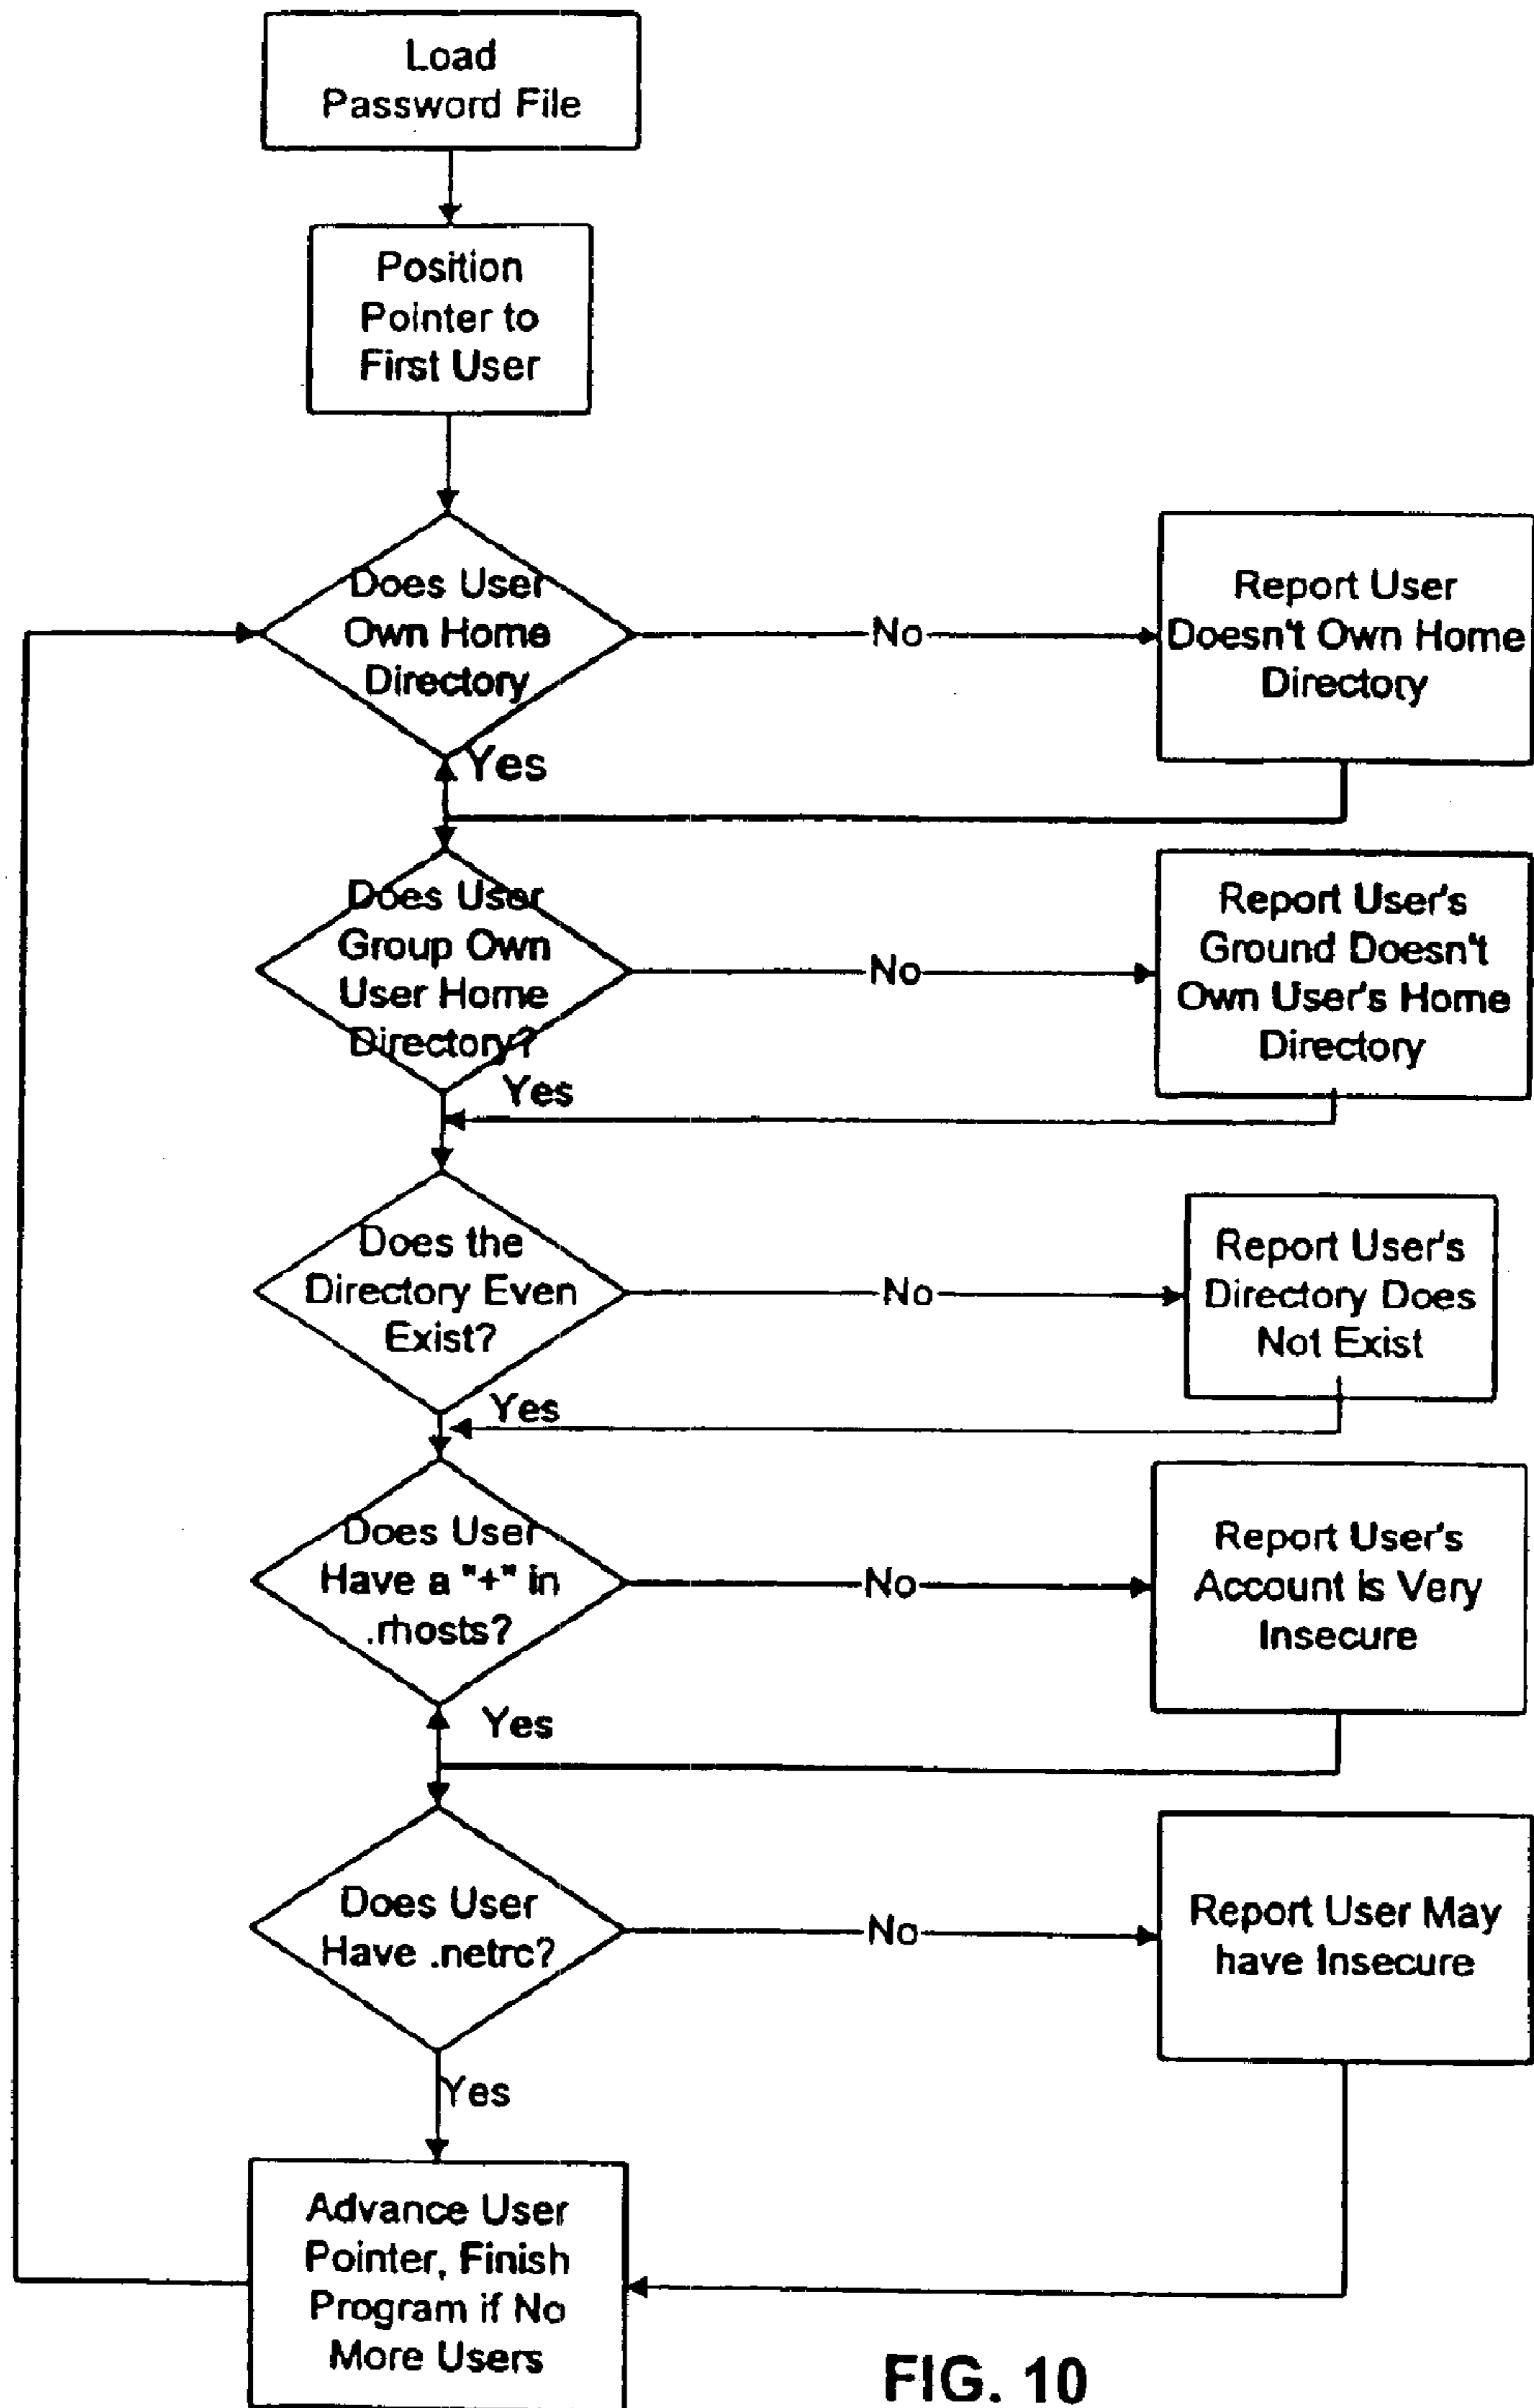 Load
Password File
Position
Pointer to
First User
Does User
Own Home
Directory
No
Report User
Doesn't Own Home
Directory
Yes
Does User
Group Own
User Home
Directory?
No
Report User's
Ground Doesn't
Own User's Home
Directory
Yes
Does the
Directory Even
Exist?
No
Report User's
Directory Does
Not Exist
Yes
Does User
Have a "+" in
.rhosts?
No
Report User's
Account is Very
Insecure
Yes
Does User
Have .netrc?
No
Report User May
have Insecure
Yes
Advance User
Pointer, Finish
Program if No
More Users
FIG. 10